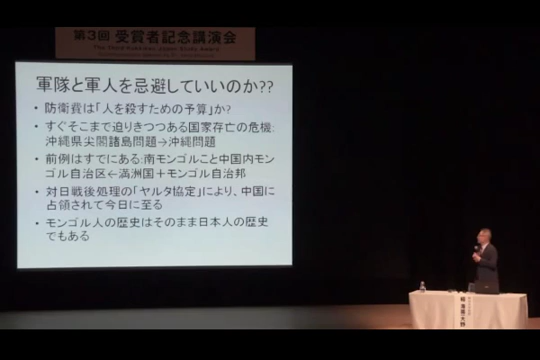 第3回 受賞者記念講演会
軍隊と軍人を忌避していいのか??
• 防衛費は「人を殺すための予算」か?
• すぐそこまで迫りきつつある国家存亡の危機:
沖縄県尖閣諸島問題→沖縄問題
• 前例はすでにある:南モンゴルこと中国内モン
ゴル自治区←満洲国＋モンゴル自治邦
• 対日戦後処理の「ヤルタ協定」により、中国に
占領されて今日に至る
• モンゴル人の歴史はそのまま日本人の歴史
でもある